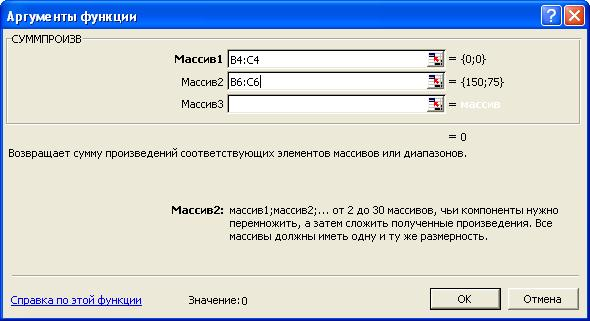 Аргументы функции
СУММПРОИЗВ
Массив1 B4:C4 = {0;0}
Массив2 B6:C6 = {150;75}
Массив3 = массив
= 0
Возвращает сумму произведений соответствующих элементов массивов или диапазонов.
Массив2: массив1;массив2;... от 2 до 30 массивов, чьи компоненты нужно
перемножить, а затем сложить полученные произведения. Все
массивы должны иметь одну и ту же размерность.
Справка по этой функции Значение:0 OK Отмена